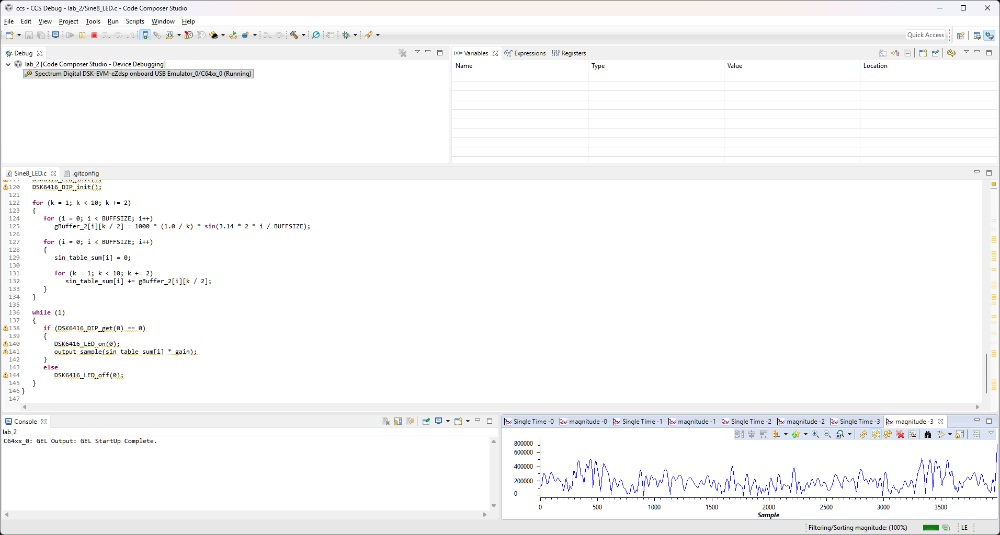 ccs - CCS Debug - lab_2/Sine8_LED.c - Code Composer Studio
File Edit View Project Tools Run Scripts Window Help
Quick Access
Debug
lab_2 [Code Composer Studio - Device Debugging]
Spectrum Digital DSK-EVM-eZdsp onboard USB Emulator_0/C64xx_0 (Running)
(x)= Variables Expressions 1010 0101 Registers
Name Type Value Location
Sine8_LED.c .gitconfig
119 DSK6416_LED_init();
120 DSK6416_DIP_init();
121
122 for (k = 1; k < 10; k += 2)
123 {
124 for (i = 0; i < BUFFSIZE; i++)
125 gBuffer_2[i][k / 2] = 1000 * (1.0 / k) * sin(3.14 * 2 * i / BUFFSIZE);
126
127 for (i = 0; i < BUFFSIZE; i++)
128 {
129 sin_table_sum[i] = 0;
130
131 for (k = 1; k < 10; k += 2)
132 sin_table_sum[i] += gBuffer_2[i][k / 2];
133 }
134 }
135
136 while (1)
137 {
138 if (DSK6416_DIP_get(0) == 0)
139 {
140 DSK6416_LED_on(0);
141 output_sample(sin_table_sum[i] * gain);
142 }
143 else
144 DSK6416_LED_off(0);
145 }
146 }
147
Console
lab_2
C64xx_0: GEL Output: GEL StartUp Complete.
Single Time -0 magnitude -0 Single Time -1 magnitude -1 Single Time -2 magnitude -2 Single Time -3 magnitude -3
800000
600000
400000
200000
0
0 500 1000 1500 2000 2500 3000 3500
Sample
Filtering/Sorting magnitude: (100%) LE